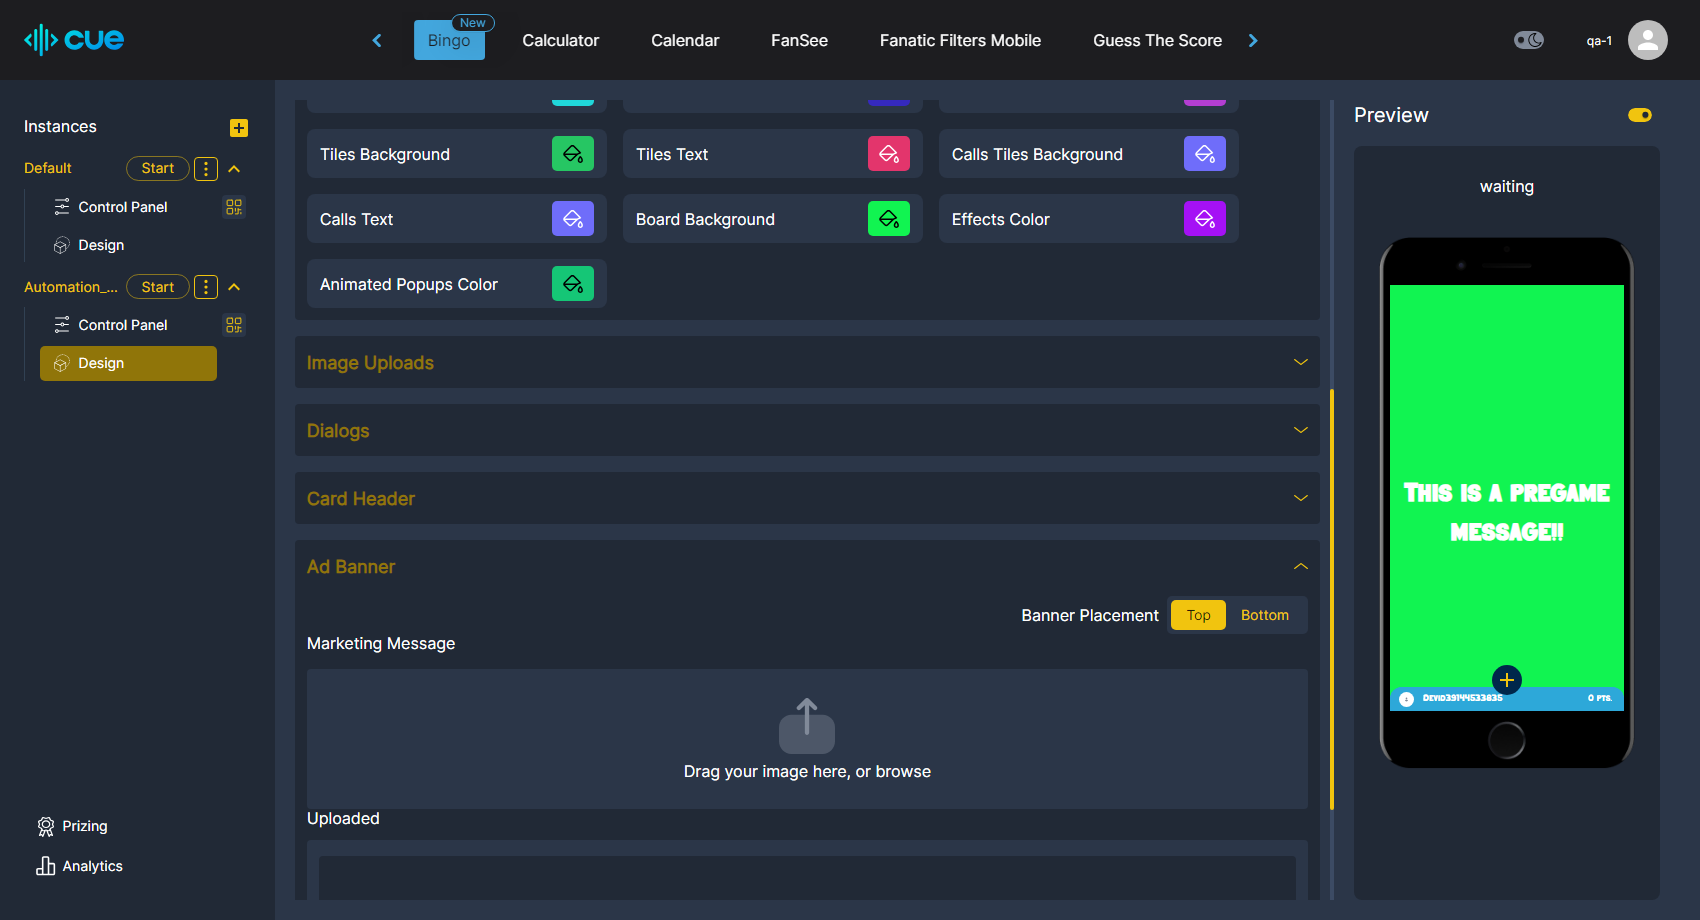 cue
New
Bingo
Calculator
Calendar
FanSee
Fanatic Filters Mobile
Guess The Score
qa-1
Instances
Default
Start
Control Panel
Design
Automation_...
Start
Control Panel
Design
Prizing
Analytics
Tiles Background
Tiles Text
Calls Tiles Background
Calls Text
Board Background
Effects Color
Animated Popups Color
Image Uploads
Dialogs
Card Header
Ad Banner
Banner Placement
Top
Bottom
Marketing Message
Drag your image here, or browse
Uploaded
Preview
waiting
This is a pregame
message!!
Devid39144533835
0 pts.